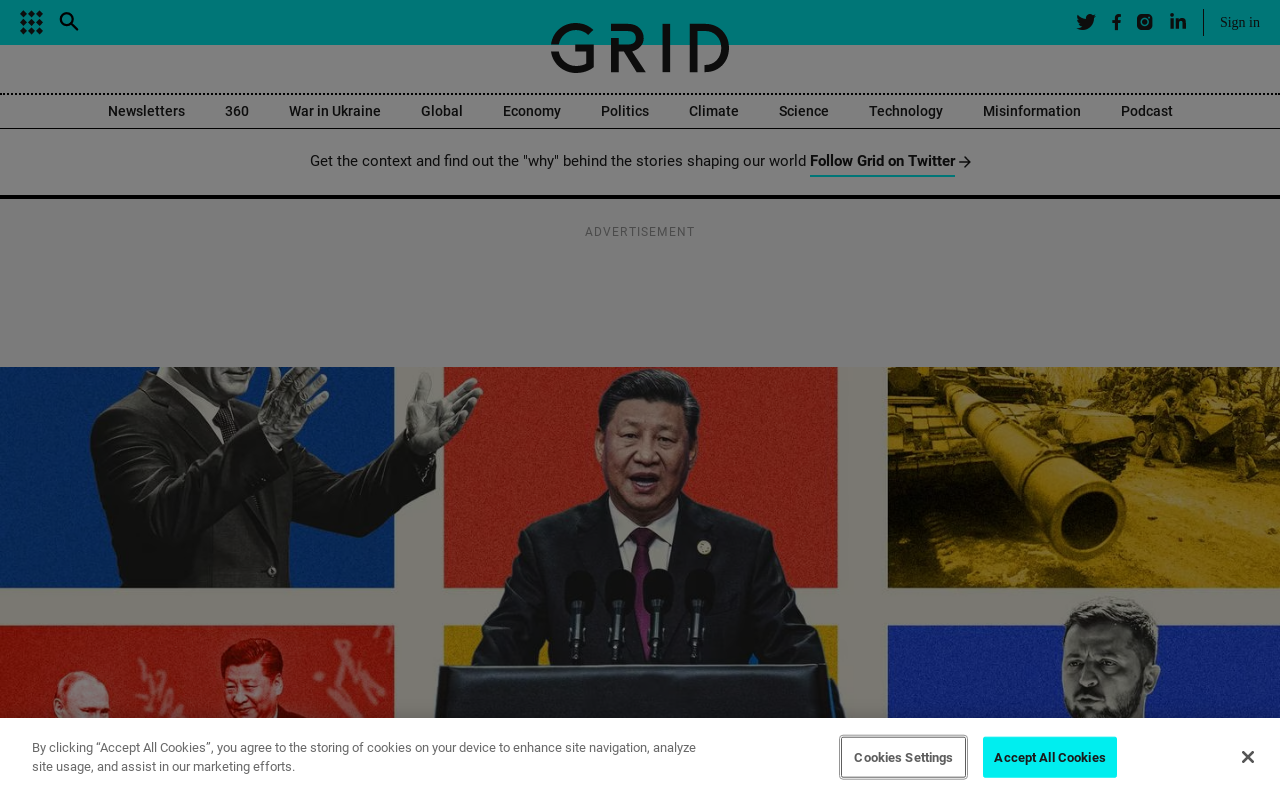 GRID
Sign in
Newsletters 360 War in Ukraine Global Economy Politics Climate Science Technology Misinformation Podcast
Get the context and find out the "why" behind the stories shaping our world Follow Grid on Twitter
ADVERTISEMENT
By clicking “Accept All Cookies”, you agree to the storing of cookies on your device to enhance site navigation, analyze
site usage, and assist in our marketing efforts.
Cookies Settings
Accept All Cookies